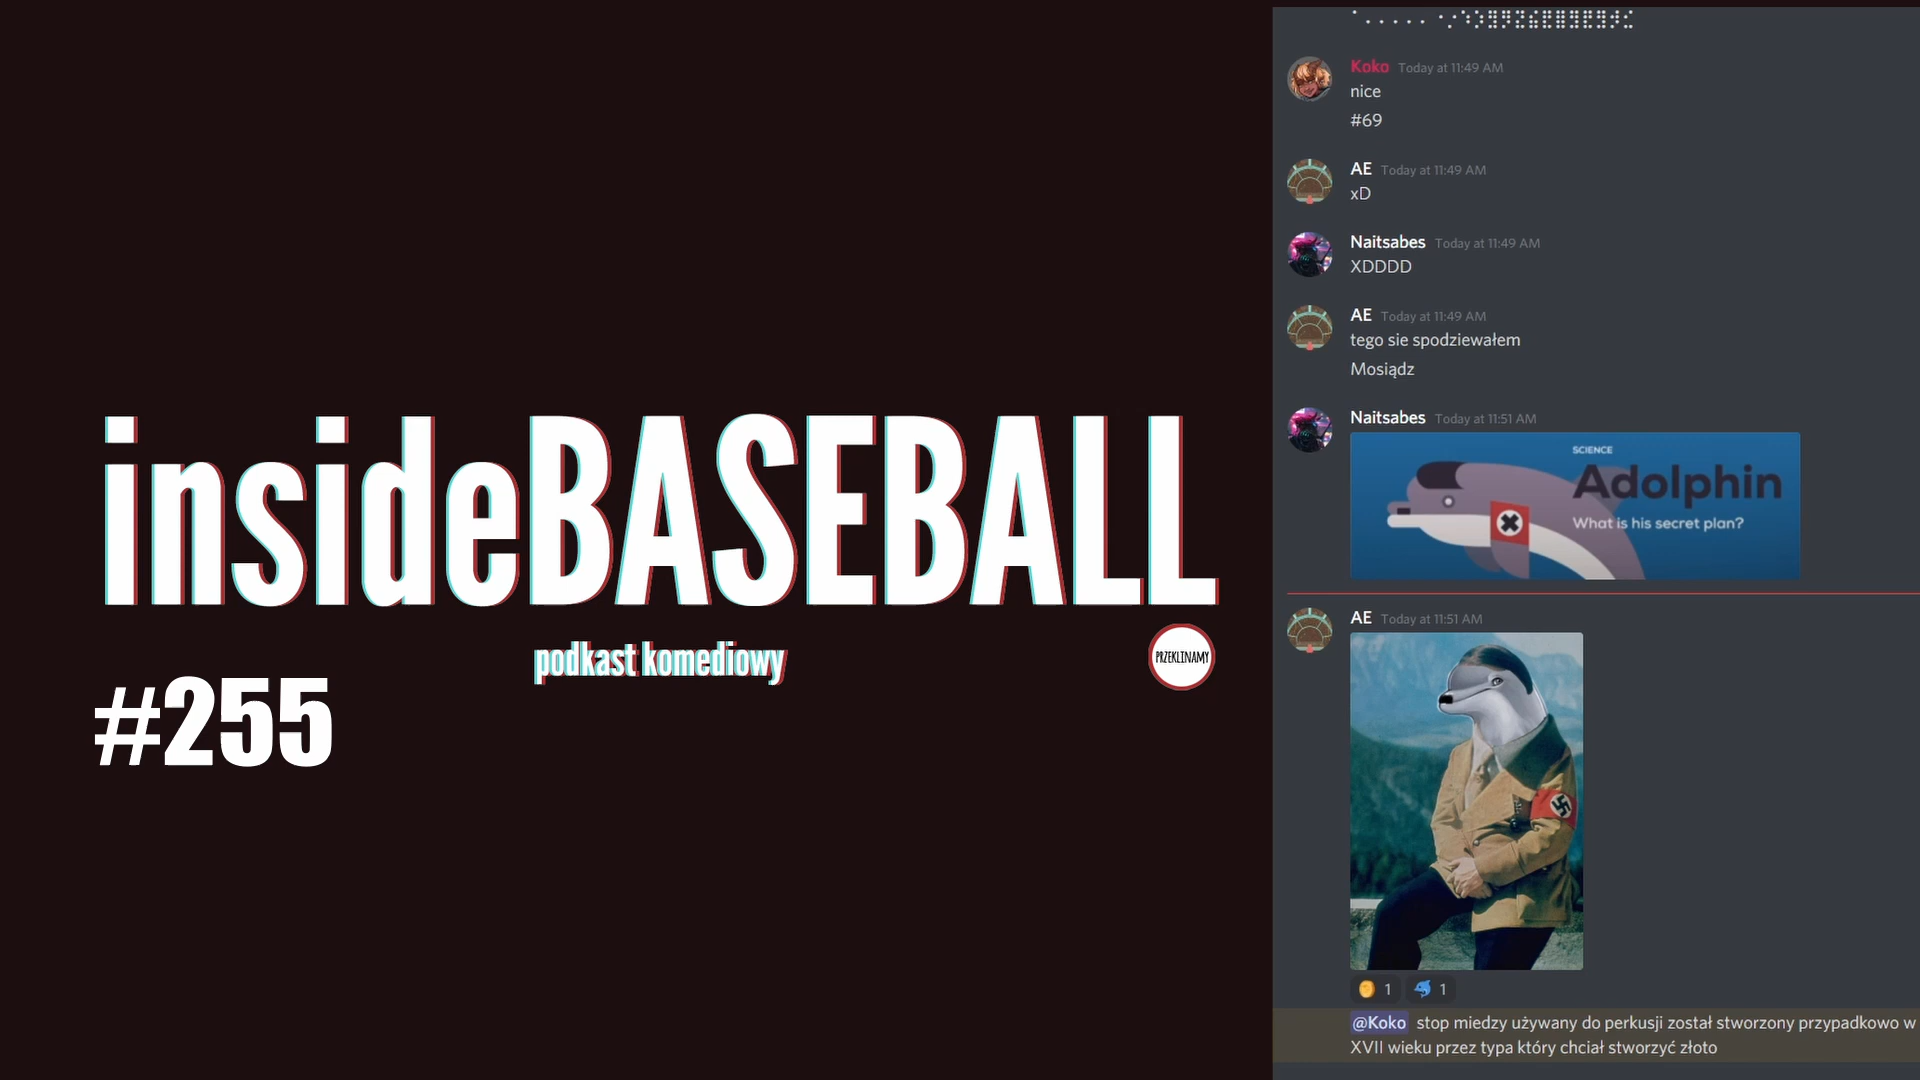 insideBASEBALL
podkast komediowy
PRZEKLINAMY
#255
Koko Today at 11:49 AM
nice
#69
AE Today at 11:49 AM
xD
Naitsabes Today at 11:49 AM
XDDDD
AE Today at 11:49 AM
tego sie spodziewałem
Mosiądz
Naitsabes Today at 11:51 AM
SCIENCE
Adolphin
What is his secret plan?
AE Today at 11:51 AM
1 1
@Koko stop miedzy używany do perkusji został stworzony przypadkowo w
XVII wieku przez typa który chciał stworzyć złoto